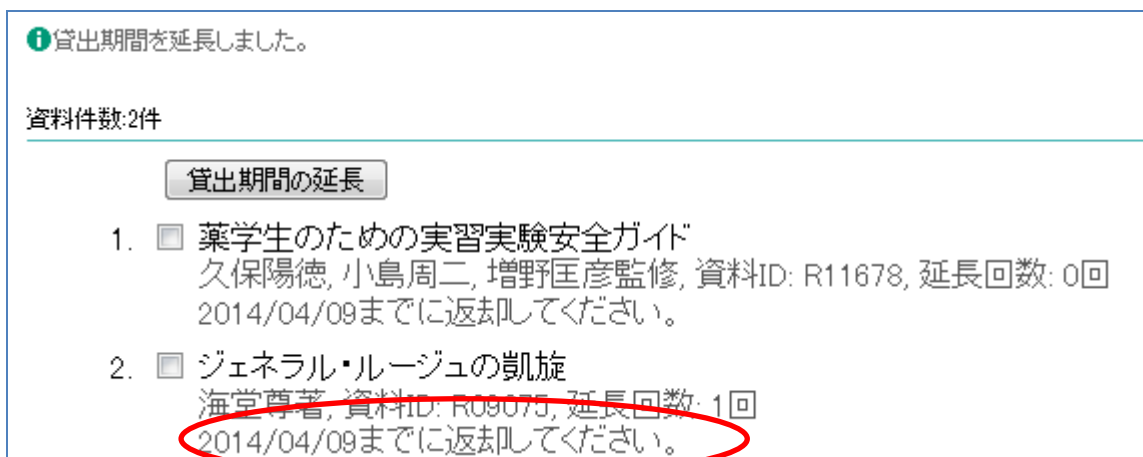 貸出期間を延長しました。
資料件数:2件
貸出期間の延長
1. 薬学生のための実習実験安全ガイド
久保陽徳, 小島周二, 増野匡彦監修, 資料ID: R11678, 延長回数: 0回
2014/04/09までに返却してください。
2. ジェネラル・ルージュの凱旋
海堂尊著, 資料ID: R09075, 延長回数: 1回
2014/04/09までに返却してください。